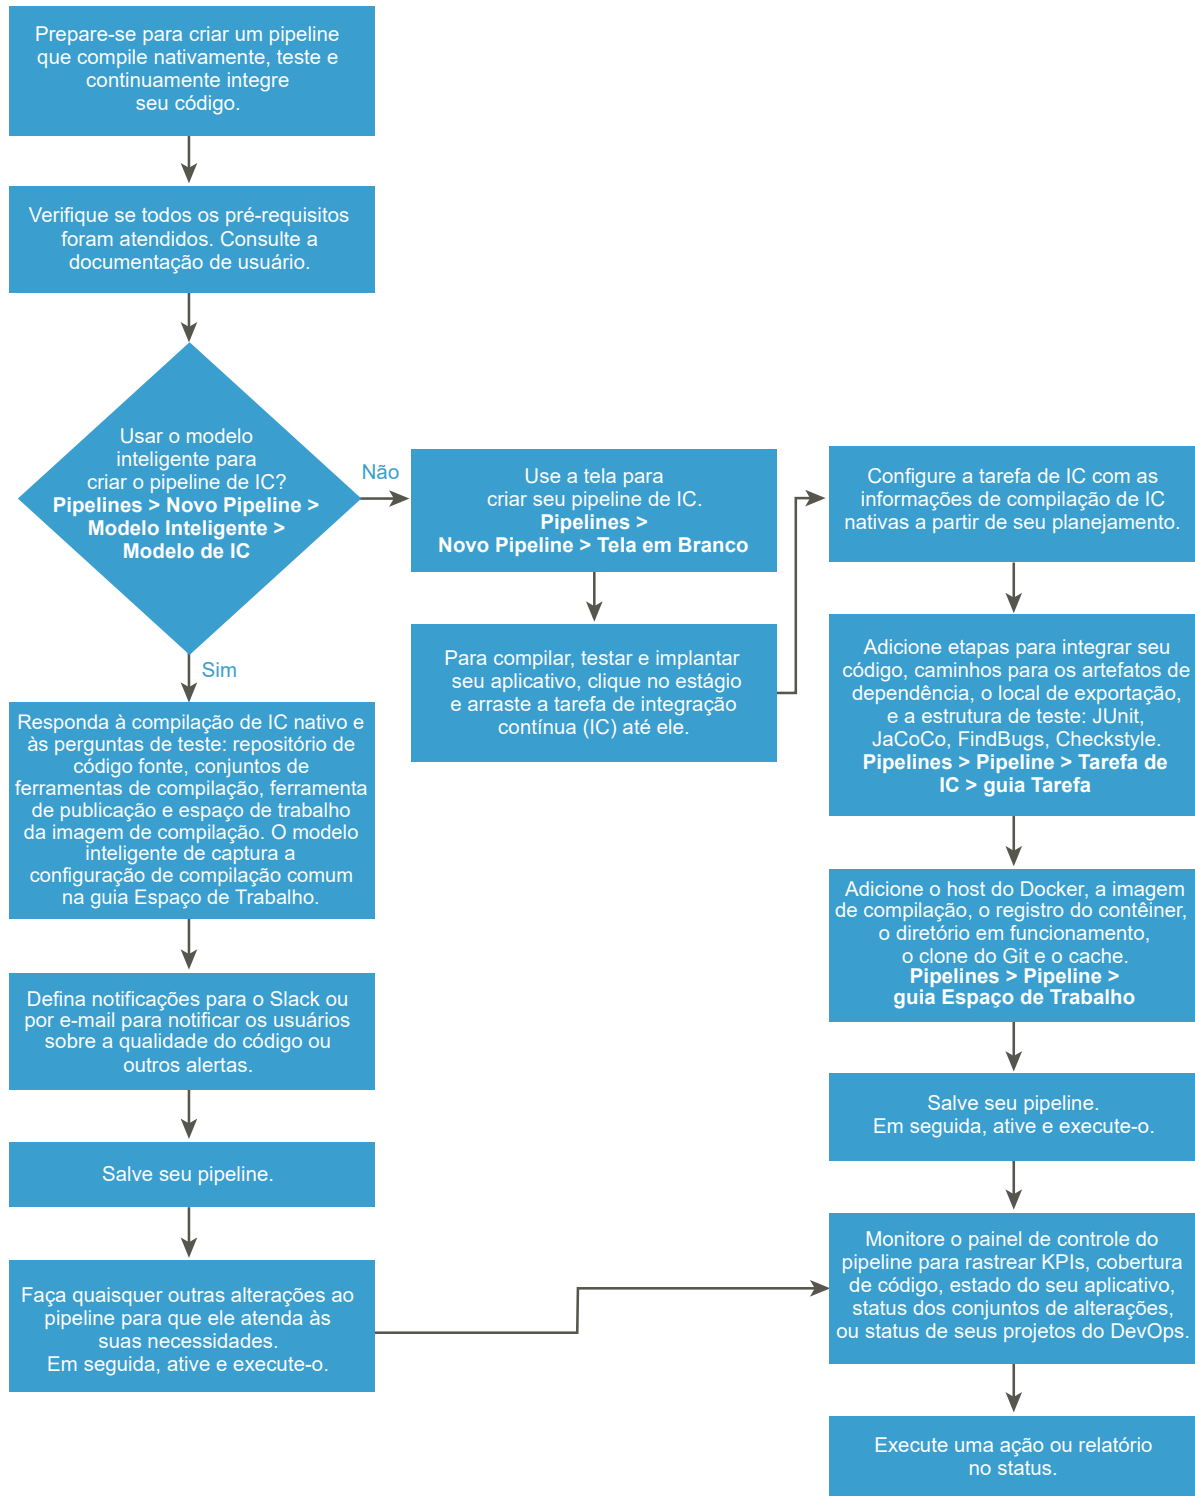 Prepare-se para criar um pipeline
que compile nativamente, teste e
continuamente integre
seu código.
Verifique se todos os pré-requisitos
foram atendidos. Consulte a
documentação de usuário.
Usar o modelo
inteligente para
criar o pipeline de IC?
Pipelines > Novo Pipeline >
Modelo Inteligente >
Modelo de IC
Não
Sim
Responda à compilação de IC nativo e
às perguntas de teste: repositório de
código fonte, conjuntos de
ferramentas de compilação, ferramenta
de publicação e espaço de trabalho
da imagem de compilação. O modelo
inteligente de captura a
configuração de compilação comum
na guia Espaço de Trabalho.
Defina notificações para o Slack ou
por e-mail para notificar os usuários
sobre a qualidade do código ou
outros alertas.
Salve seu pipeline.
Faça quaisquer outras alterações ao
pipeline para que ele atenda às
suas necessidades.
Em seguida, ative e execute-o.
Use a tela para
criar seu pipeline de IC.
Pipelines >
Novo Pipeline > Tela em Branco
Para compilar, testar e implantar
seu aplicativo, clique no estágio
e arraste a tarefa de integração
contínua (IC) até ele.
Configure a tarefa de IC com as
informações de compilação de IC
nativas a partir de seu planejamento.
Adicione etapas para integrar seu
código, caminhos para os artefatos de
dependência, o local de exportação,
e a estrutura de teste: JUnit,
JaCoCo, FindBugs, Checkstyle.
Pipelines > Pipeline > Tarefa de
IC > guia Tarefa
Adicione o host do Docker, a imagem
de compilação, o registro do contêiner,
o diretório em funcionamento,
o clone do Git e o cache.
Pipelines > Pipeline >
guia Espaço de Trabalho
Salve seu pipeline.
Em seguida, ative e execute-o.
Monitore o painel de controle do
pipeline para rastrear KPIs, cobertura
de código, estado do seu aplicativo,
status dos conjuntos de alterações,
ou status de seus projetos do DevOps.
Execute uma ação ou relatório
no status.